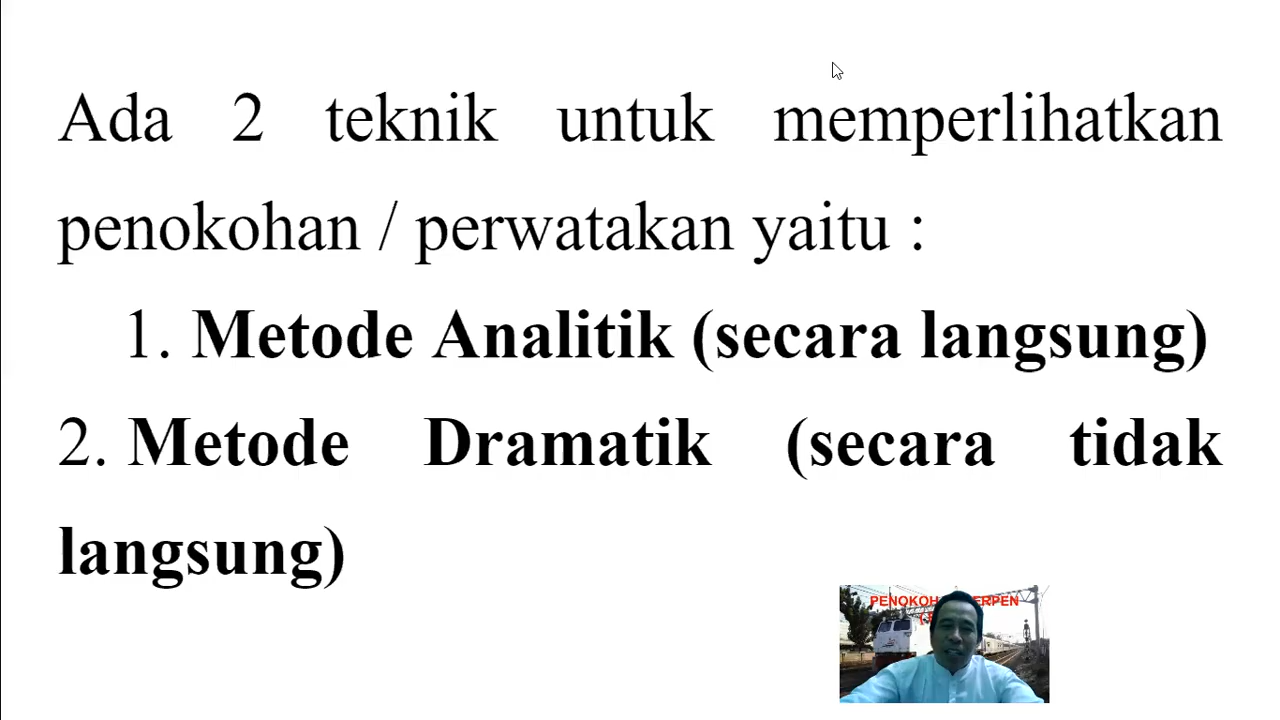 Ada 2 teknik untuk memperlihatkan
penokohan / perwatakan yaitu :
1. Metode Analitik (secara langsung)
2. Metode Dramatik (secara tidak
langsung)